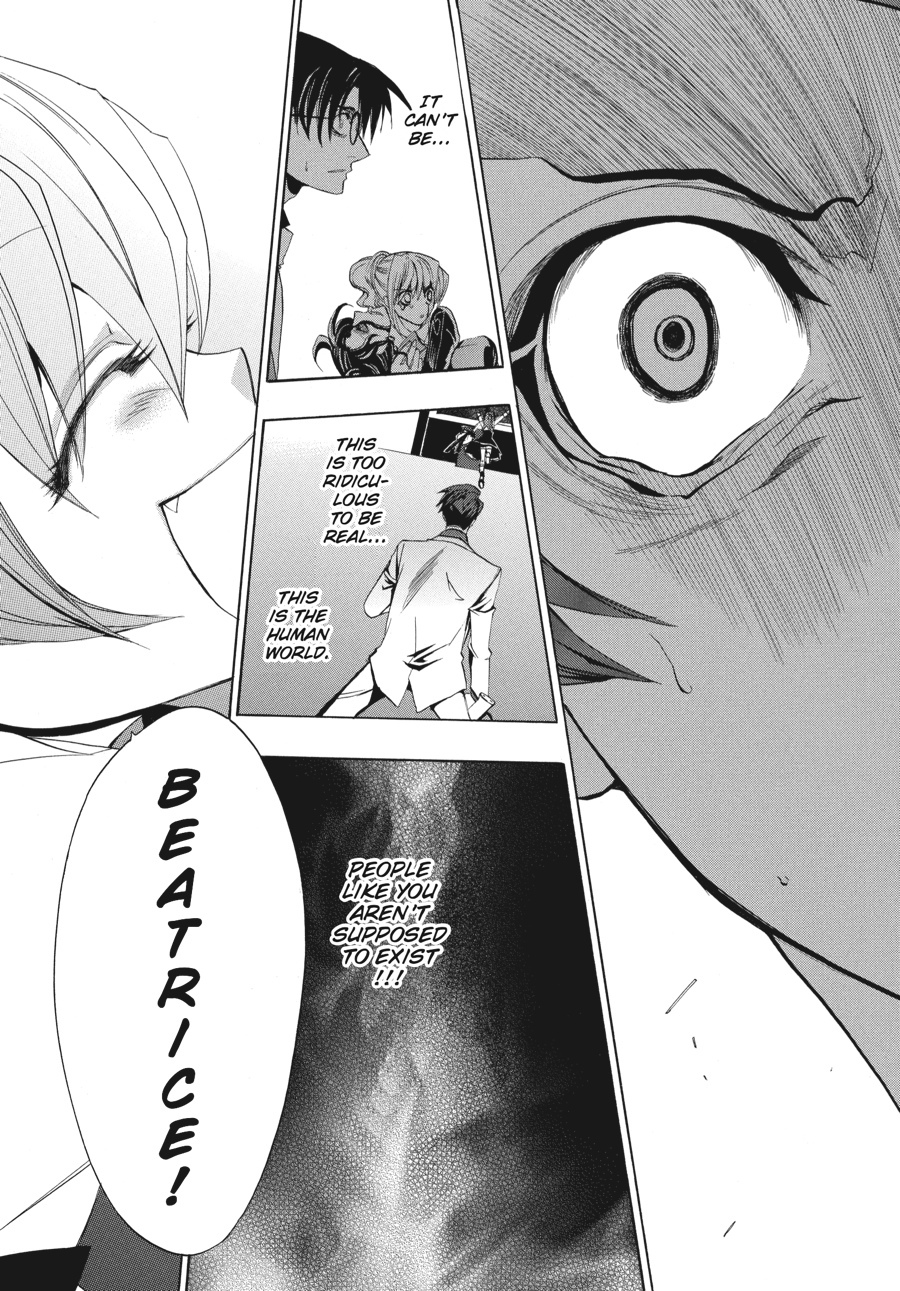 IT
CAN'T
BE...
THIS
IS TOO
RIDICU-
LOUS
TO BE
REAL...
THIS
IS THE
HUMAN
WORLD.
PEOPLE
LIKE YOU
AREN'T
SUPPOSED
TO EXIST
!!!
BEATRICE!